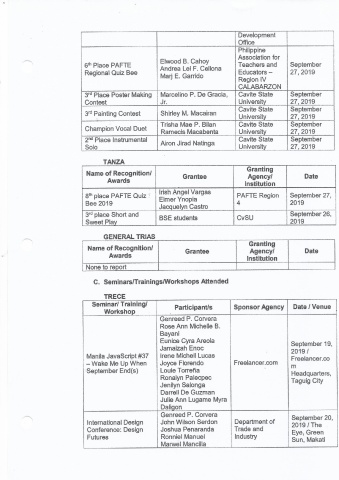 Development
Office
6th Place PAFTE
Regional Quiz Bee
Elwood B. Cahoy
Andrea Lei F. Cellona
Marj E. Garrido
Philippine
Association for
Teachers and
Educators –
Region IV
CALABARZON
September
27, 2019
3rd Place Poster Making
Contest
Marcelino P. De Gracia,
Jr.
Cavite State
University
September
27, 2019
3rd Painting Contest
Shirley M. Macairan
Cavite State
University
September
27, 2019
Champion Vocal Duet
Trisha Mae P. Bilan
Ramecis Macabenta
Cavite State
University
September
27, 2019
2nd Place Instrumental
Solo
Airon Jirad Natinga
Cavite State
University
September
27, 2019
TANZA
Name of Recognition/
Awards
Grantee
Granting
Agency/
Institution
Date
8th place PAFTE Quiz
Bee 2019
Irish Angel Vargas
Elmer Ynopia
Jacquelyn Castro
PAFTE Region
4
September 27,
2019
3rd place Short and
Sweet Play
BSE students
CvSU
September 26,
2019
GENERAL TRIAS
Name of Recognition/
Awards
Grantee
Granting
Agency/
Institution
Date
None to report
C. Seminars/Trainings/Workshops Attended
TRECE
Seminar/ Training/
Workshop
Participant/s
Sponsor Agency
Date / Venue
Manila JavaScript #37
– Wake Me Up When
September End(s)
Genreed P. Corvera
Rose Ann Michelle B.
Bayani
Eunice Cyra Areola
Jamaizah Enoc
Irene Michell Lucas
Joyce Florendo
Louie Torreña
Ronalyn Palecpec
Jenilyn Salonga
Darrell De Guzman
Julie Ann Lugame Myra
Daligon
Freelancer.com
September 19,
2019 /
Freelancer.co
m
Headquarters,
Taguig City
International Design
Conference: Design
Futures
Genreed P. Corvera
John Wilson Serdon
Joshua Penaranda
Ronniel Manuel
Manuel Mancilla
Department of
Trade and
Industry
September 20,
2019 / The
Eye, Green
Sun, Makati